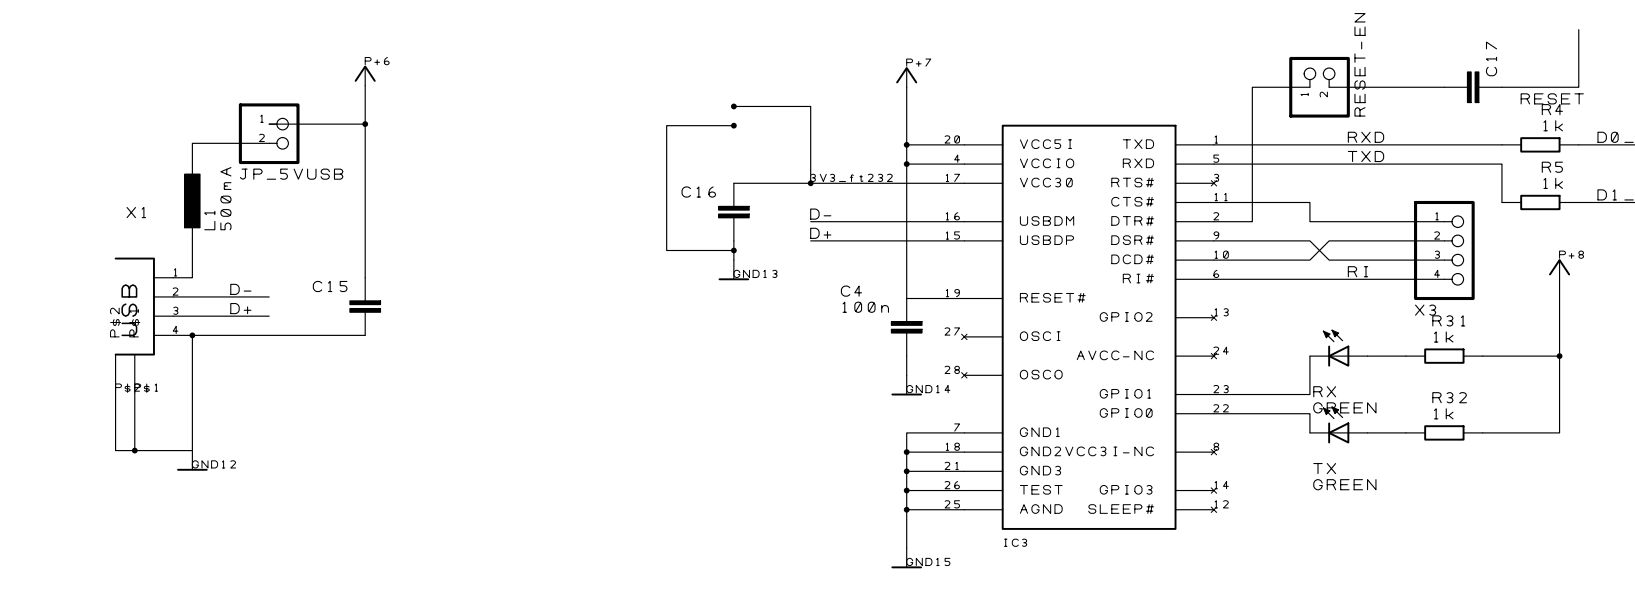 P+6
1
2
JP_5VUSB
L1
500mA
X1
USB
P$2
P$1
1
2
3
4
D-
D+
C15
P$2
P$1
GND12
P+7
3V3_ft232
C16
D-
D+
GND13
C4
100n
GND14
GND15
20
4
17
16
15
19
27
28
7
18
21
26
25
VCC5I
VCCIO
VCC3O
USBDM
USBDP
RESET#
OSCI
OSCO
GND1
GND2
GND3
TEST
AGND
TXD
RXD
RTS#
CTS#
DTR#
DSR#
DCD#
RI#
GPIO2
AVCC-NC
GPIO1
GPIO0
VCC3I-NC
GPIO3
SLEEP#
IC3
1
5
3
11
2
9
10
6
13
24
23
22
8
14
12
1
2
RESET-EN
C17
RESET
RXD
TXD
R4
1k
D0_
R5
1k
D1_
RI
1
2
3
4
X3
P+8
R31
1k
RX
GREEN
R32
1k
TX
GREEN